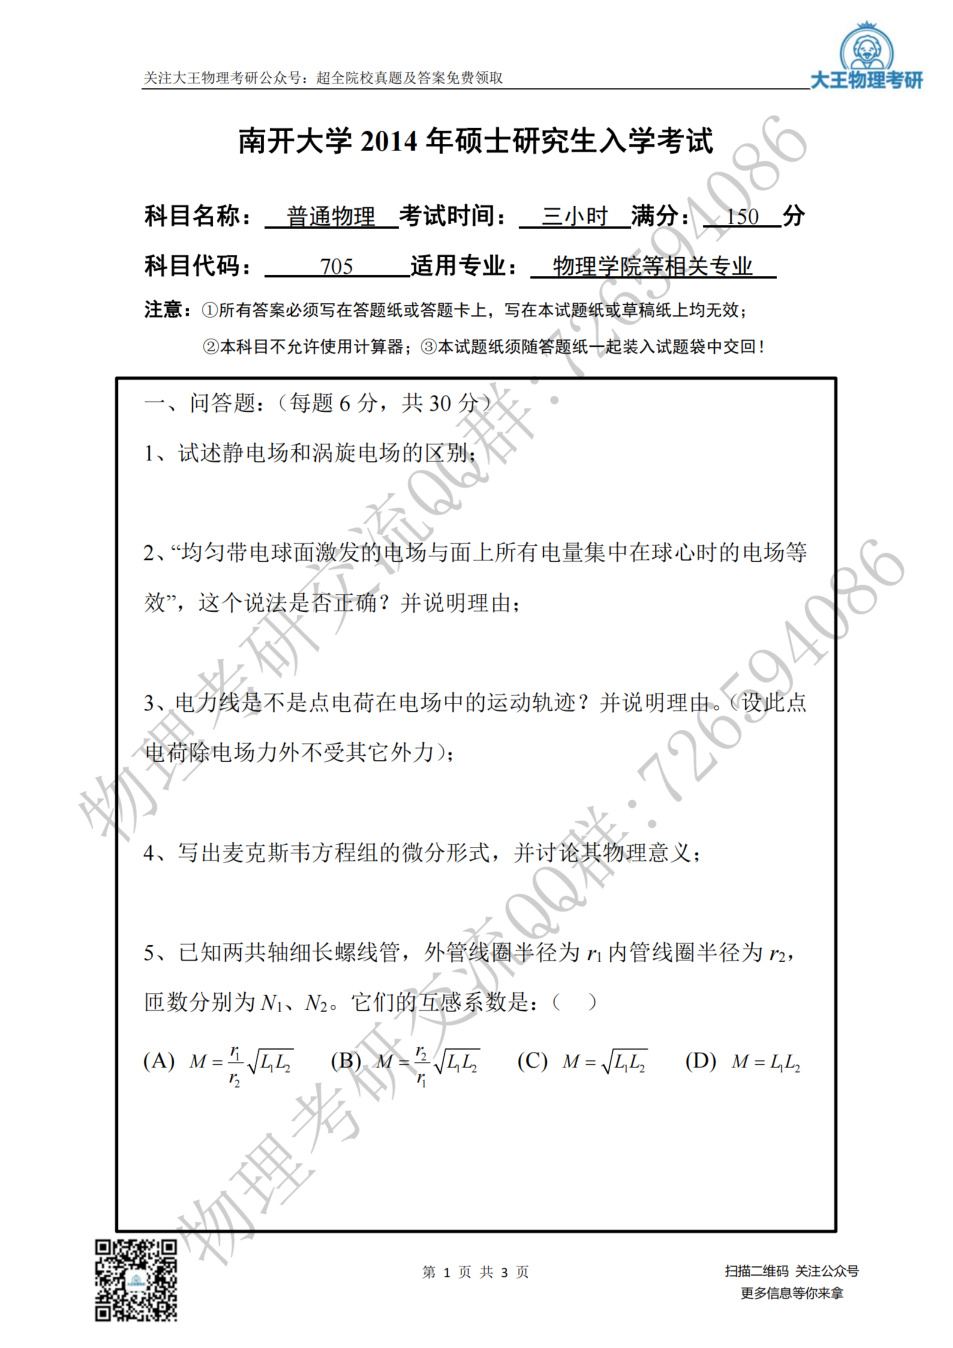 关注大王物理考研公众号：超全院校真题及答案免费领取
大王物理考研
南开大学 2014 年硕士研究生入学考试
科目名称： 普通物理 考试时间： 三小时 满分： 150 分
科目代码： 705 适用专业： 物理学院等相关专业
注意：①所有答案必须写在答题纸或答题卡上，写在本试题纸或草稿纸上均无效；
②本科目不允许使用计算器；③本试题纸须随答题纸一起装入试题袋中交回！
一、问答题：（每题 6 分，共 30 分）
1、试述静电场和涡旋电场的区别；
2、“均匀带电球面激发的电场与面上所有电量集中在球心时的电场等
效”，这个说法是否正确？并说明理由；
3、电力线是不是点电荷在电场中的运动轨迹？并说明理由。（设此点
电荷除电场力外不受其它外力）；
4、写出麦克斯韦方程组的微分形式，并讨论其物理意义；
5、已知两共轴细长螺线管，外管线圈半径为 r₁ 内管线圈半径为 r₂，
匝数分别为 N₁、N₂。它们的互感系数是：（ ）
(A) M = r₁/r₂ √L₁L₂ (B) M = r₂/r₁ √L₁L₂ (C) M = √L₁L₂ (D) M = L₁L₂
物理考研交流QQ群：726594086
物理考研交流QQ群：726594086
大王物理考研
第 1 页 共 3 页
扫描二维码 关注公众号
更多信息等你来拿